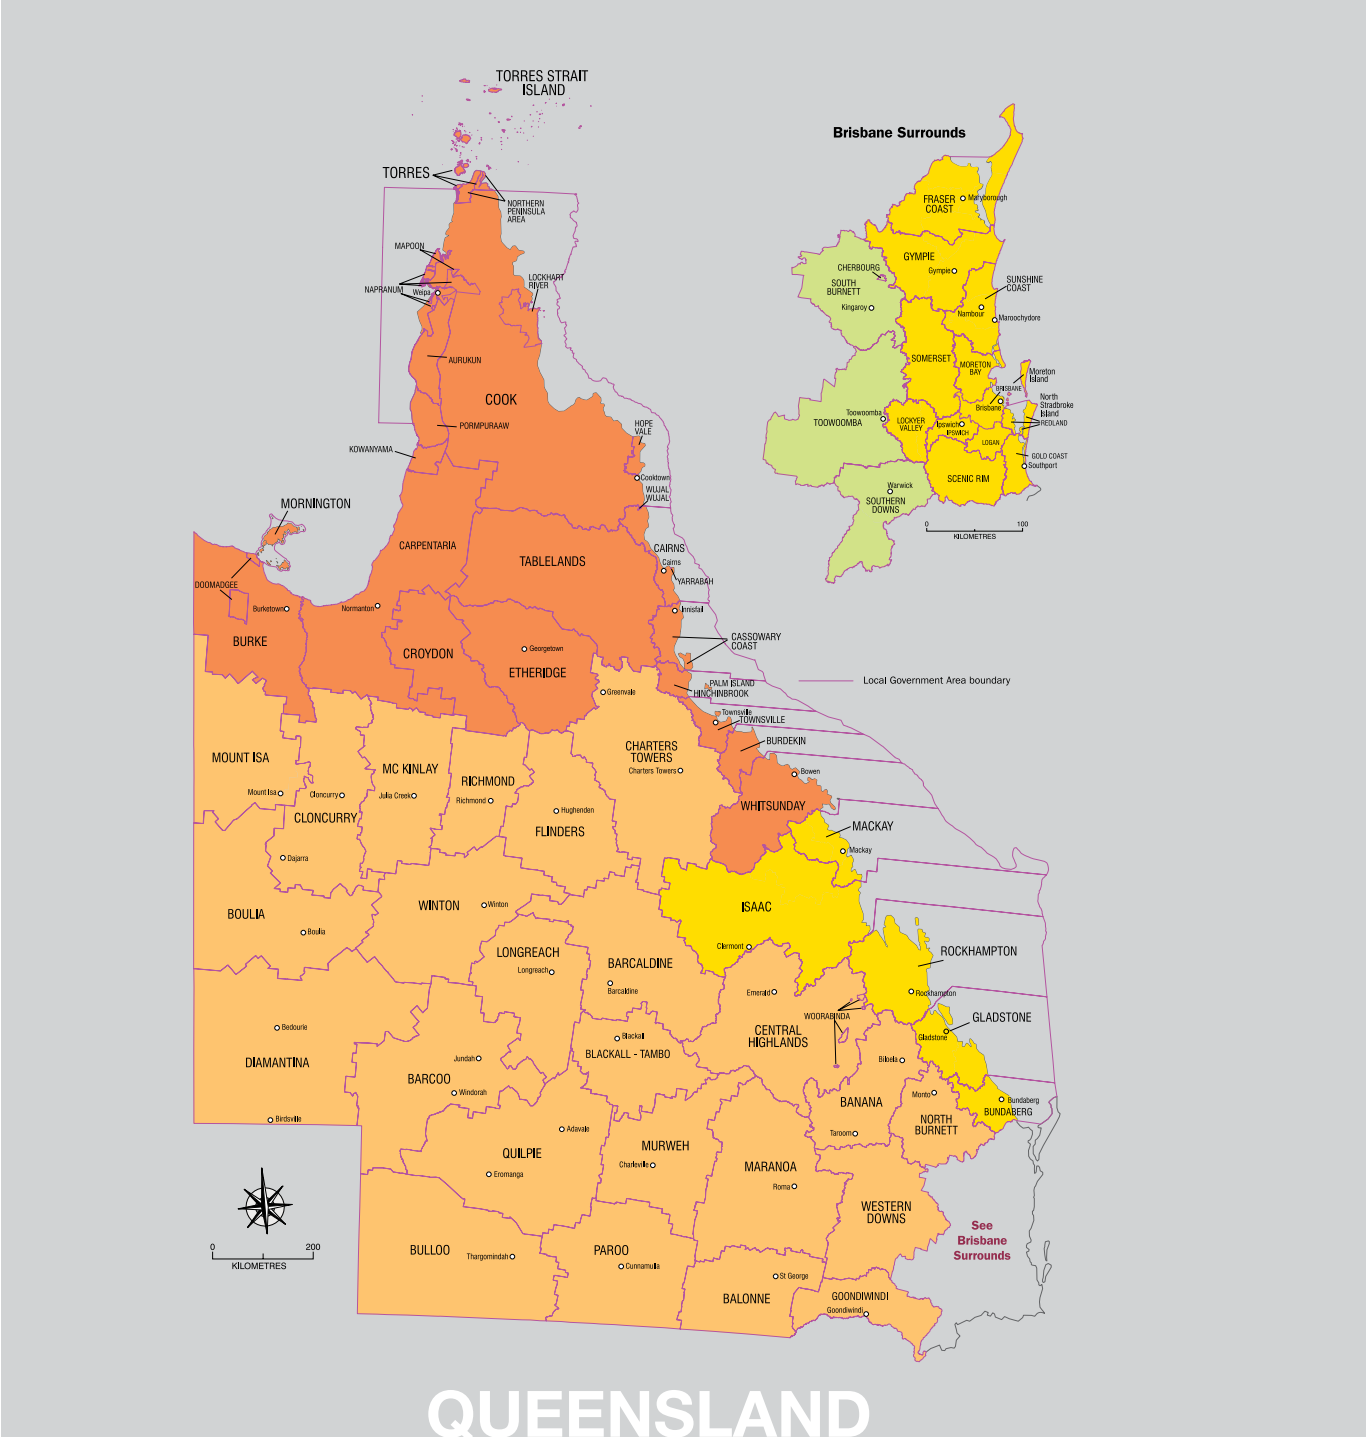 TORRES STRAIT
ISLAND
Brisbane Surrounds
TORRES
NORTHERN
PENINSULA
AREA
MAPOON
NAPRANUM
Weipa
LOCKHART
RIVER
AURUKUN
COOK
PORMPURAAW
KOWANYAMA
HOPE
VALE
Cooktown
WUJAL
WUJAL
MORNINGTON
CARPENTARIA
TABLELANDS
CAIRNS
Cairns
YARRABAH
DOOMADGEE
Burketown
Normanton
Innisfail
BURKE
CROYDON
Georgetown
ETHERIDGE
CASSOWARY
COAST
PALM ISLAND
HINCHINBROOK
Greenvale
Townsville
TOWNSVILLE
BURDEKIN
FRASER
COAST
Maryborough
GYMPIE
Gympie
CHERBOURG
SOUTH
BURNETT
Kingaroy
SUNSHINE
COAST
Nambour
Maroochydore
SOMERSET
MORETON
BAY
Moreton
Island
BRISBANE
Brisbane
North
Stradbroke
Island
REDLAND
Toowoomba
TOOWOOMBA
LOCKYER
VALLEY
Ipswich
IPSWICH
LOGAN
GOLD COAST
Southport
SCENIC RIM
Warwick
SOUTHERN
DOWNS
0 100
KILOMETRES
Local Government Area boundary
MOUNT ISA
Mount Isa
Cloncurry
CLONCURRY
MC KINLAY
Julia Creek
RICHMOND
Richmond
Hughenden
FLINDERS
CHARTERS
TOWERS
Charters Towers
Bowen
WHITSUNDAY
MACKAY
Mackay
Dajarra
BOULIA
Boulia
WINTON
Winton
ISAAC
Clermont
LONGREACH
Longreach
BARCALDINE
Barcaldine
Emerald
ROCKHAMPTON
Rockhampton
WOORABINDA
CENTRAL
HIGHLANDS
GLADSTONE
Gladstone
Bedourie
DIAMANTINA
Birdsville
Jundah
BARCOO
Windorah
Blackall
BLACKALL - TAMBO
Biloela
BANANA
Taroom
Monto
NORTH
BURNETT
Bundaberg
BUNDABERG
Adavale
QUILPIE
Eromanga
MURWEH
Charleville
MARANOA
Roma
WESTERN
DOWNS
See
Brisbane
Surrounds
0 200
KILOMETRES
BULLOO
Thargomindah
PAROO
Cunnamulla
St George
BALONNE
GOONDIWINDI
Goondiwindi
QUEENSLAND